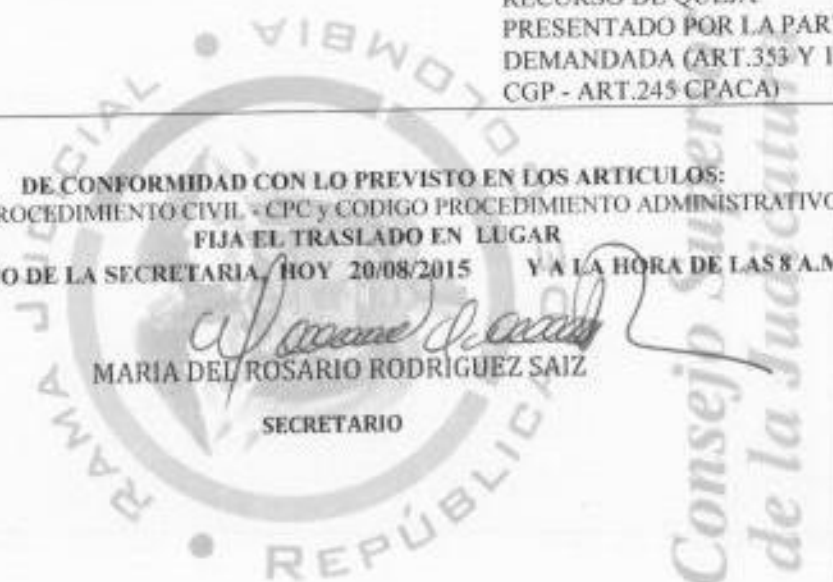 PRESENTADO POR LA PAR
DEMANDADA (ART.353 Y 1
CGP - ART.245 CPACA)
DE CONFORMIDAD CON LO PREVISTO EN LOS ARTICULOS:
ROCEDIMIENTO CIVIL - CPC y CODIGO PROCEDIMIENTO ADMINISTRATIVO
FIJA EL TRASLADO EN LUGAR
O DE LA SECRETARIA, HOY 20/08/2015 Y A LA HORA DE LAS 8 A.M
MARIA DEL ROSARIO RODRIGUEZ SAIZ
SECRETARIO
RAMA JUDICIAL
REPÚBLICA DE COLOMBIA
Consejo Superior
de la Judicatura